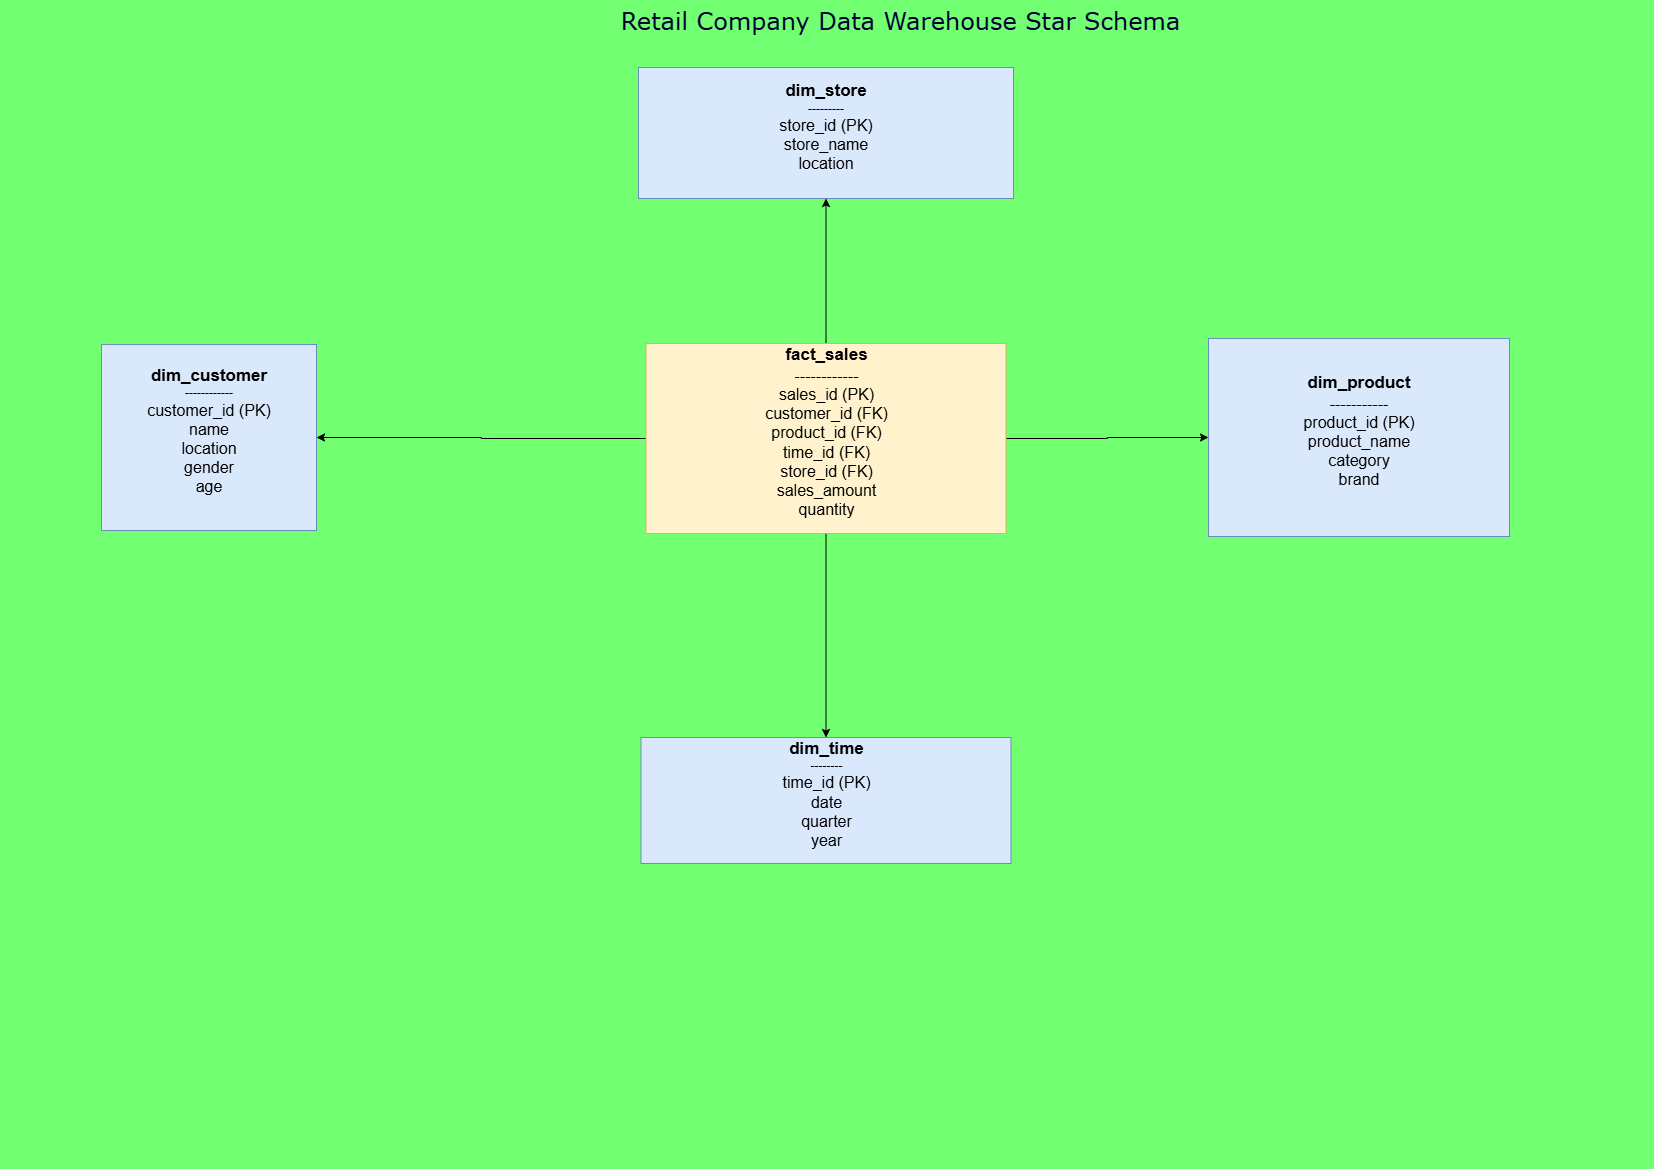 Retail Company Data Warehouse Star Schema
dim_store
---------
store_id (PK)
store_name
location
dim_customer
------------
customer_id (PK)
name
location
gender
age
fact_sales
------------
sales_id (PK)
customer_id (FK)
product_id (FK)
time_id (FK)
store_id (FK)
sales_amount
quantity
dim_product
-----------
product_id (PK)
product_name
category
brand
dim_time
--------
time_id (PK)
date
quarter
year